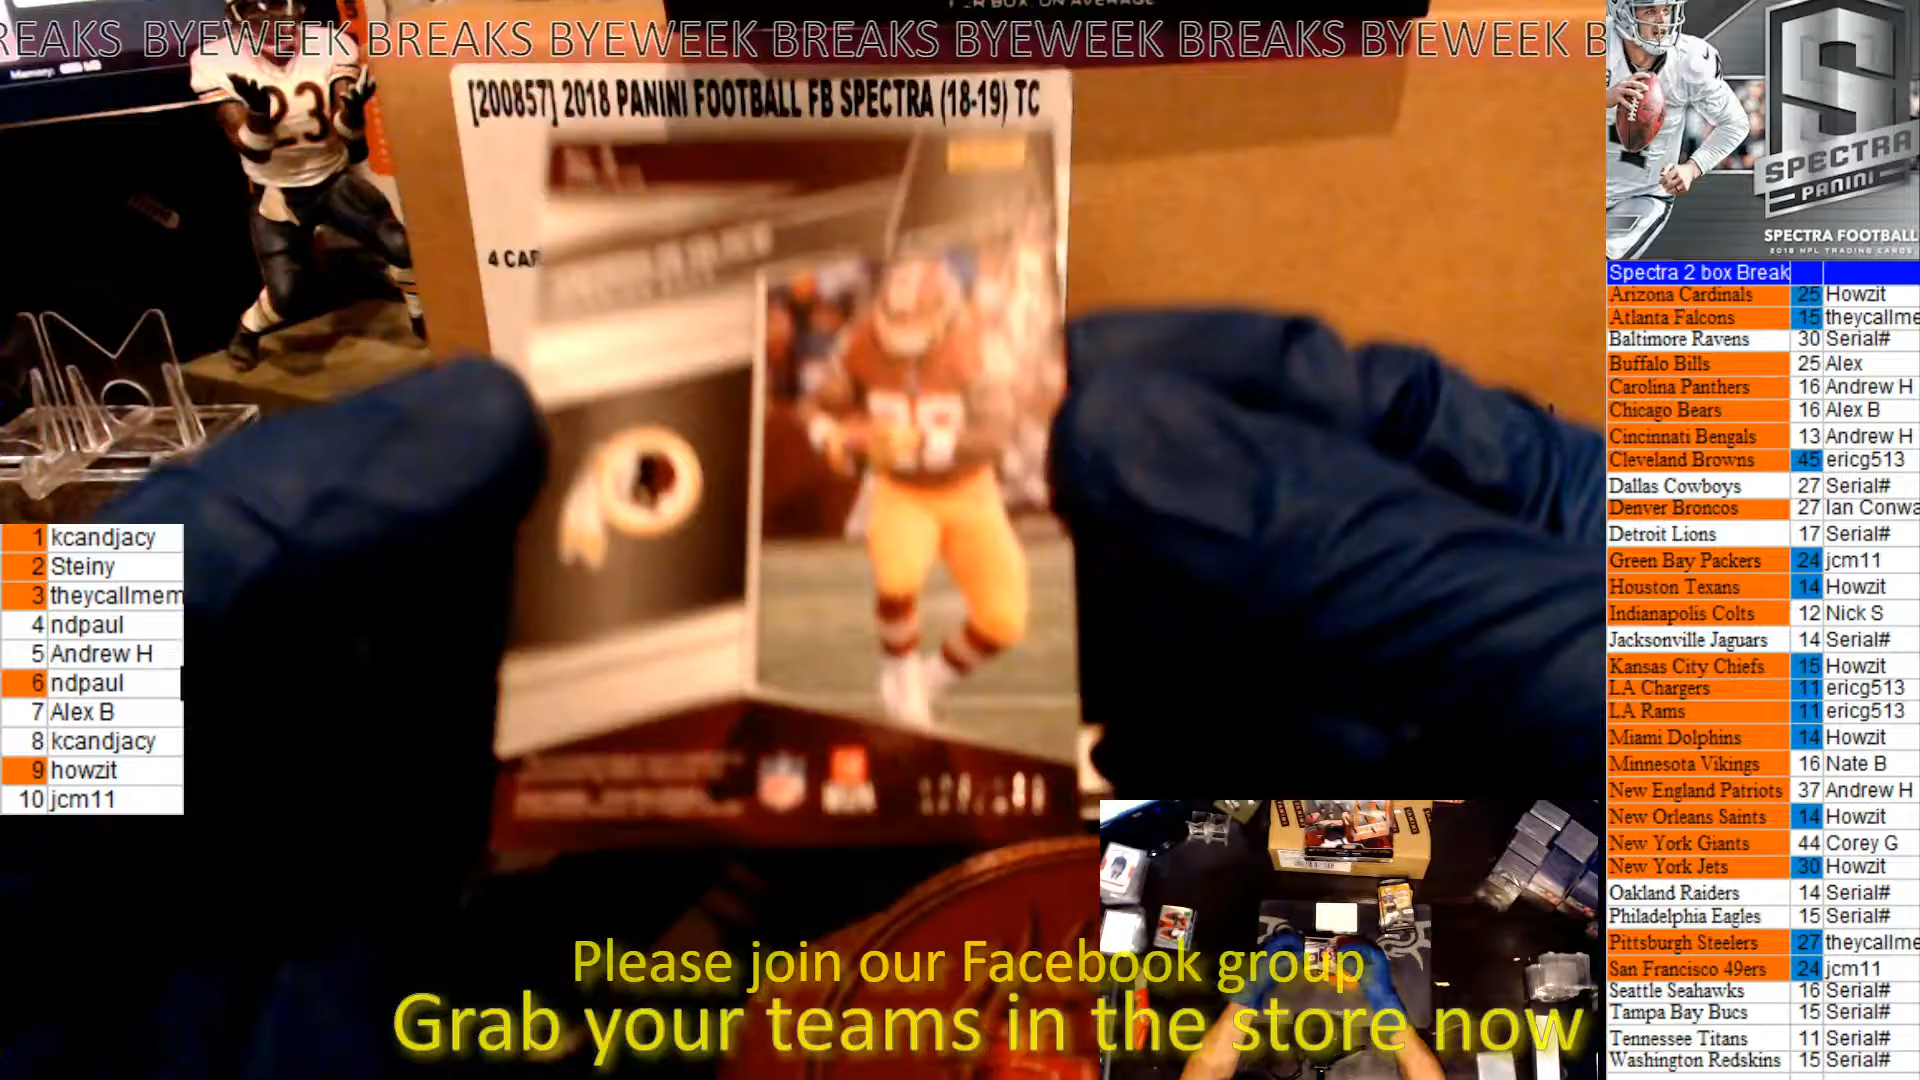 REAKS BYEWEEK BREAKS BYEWEEK BREAKS BYEWEEK BREAKS BYEWEEK B
[200857] 2018 PANINI FOOTBALL FB SPECTRA (18-19) TC
4 CAR
23
SPECTRA
PANINI
SPECTRA FOOTBALL
2018 NFL TRADING CARDS
Spectra 2 box Break
Arizona Cardinals 25 Howzit
Atlanta Falcons 15 theycallme
Baltimore Ravens 30 Serial#
Buffalo Bills 25 Alex
Carolina Panthers 16 Andrew H
Chicago Bears 16 Alex B
Cincinnati Bengals 13 Andrew H
Cleveland Browns 45 ericg513
Dallas Cowboys 27 Serial#
Denver Broncos 27 Ian Conwa
Detroit Lions 17 Serial#
Green Bay Packers 24 jcm11
Houston Texans 14 Howzit
Indianapolis Colts 12 Nick S
Jacksonville Jaguars 14 Serial#
Kansas City Chiefs 15 Howzit
LA Chargers 11 ericg513
LA Rams 11 ericg513
Miami Dolphins 14 Howzit
Minnesota Vikings 16 Nate B
New England Patriots 37 Andrew H
New Orleans Saints 14 Howzit
New York Giants 44 Corey G
New York Jets 30 Howzit
Oakland Raiders 14 Serial#
Philadelphia Eagles 15 Serial#
Pittsburgh Steelers 27 theycallme
San Francisco 49ers 24 jcm11
Seattle Seahawks 16 Serial#
Tampa Bay Bucs 15 Serial#
Tennessee Titans 11 Serial#
Washington Redskins 15 Serial#
1 kcandjacy
2 Steiny
3 theycallmem
4 ndpaul
5 Andrew H
6 ndpaul
7 Alex B
8 kcandjacy
9 howzit
10 jcm11
Please join our Facebook group
Grab your teams in the store now